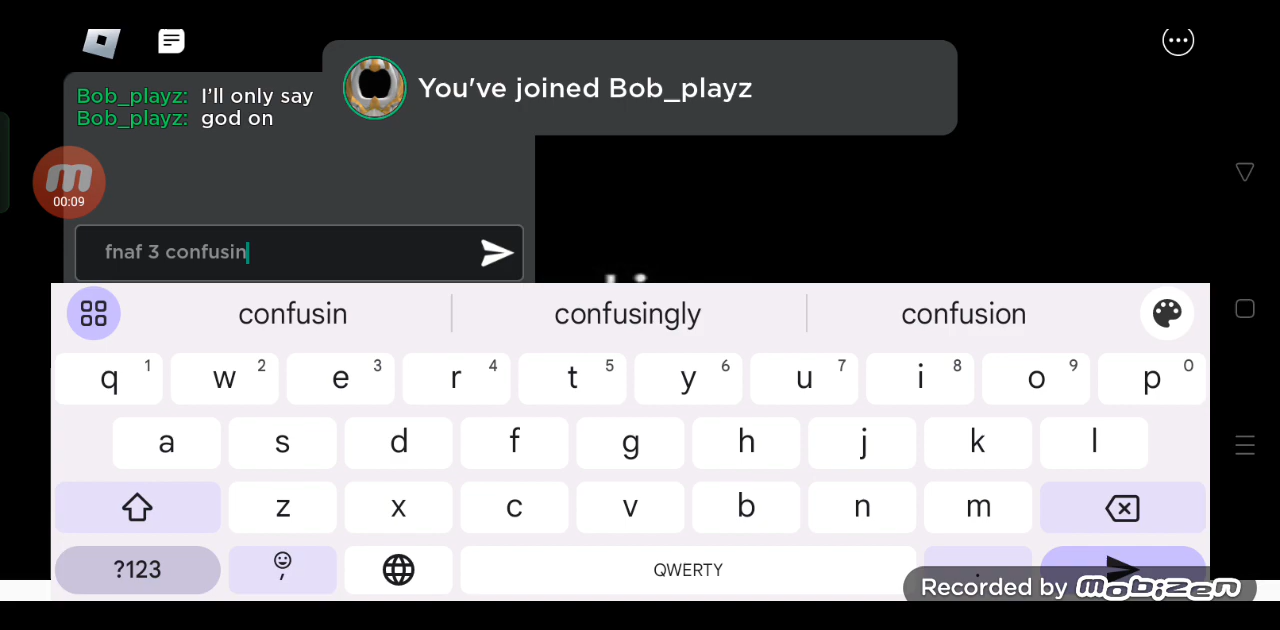 You've joined Bob_playz
Bob_playz: I'll only say
Bob_playz: god on
00:09
fnaf 3 confusin
confusin confusingly confusion
q 1 w 2 e 3 r 4 t 5 y 6 u 7 i 8 o 9 p 0
a s d f g h j k l
z x c v b n m
?123 , QWERTY .
Recorded by mobizen